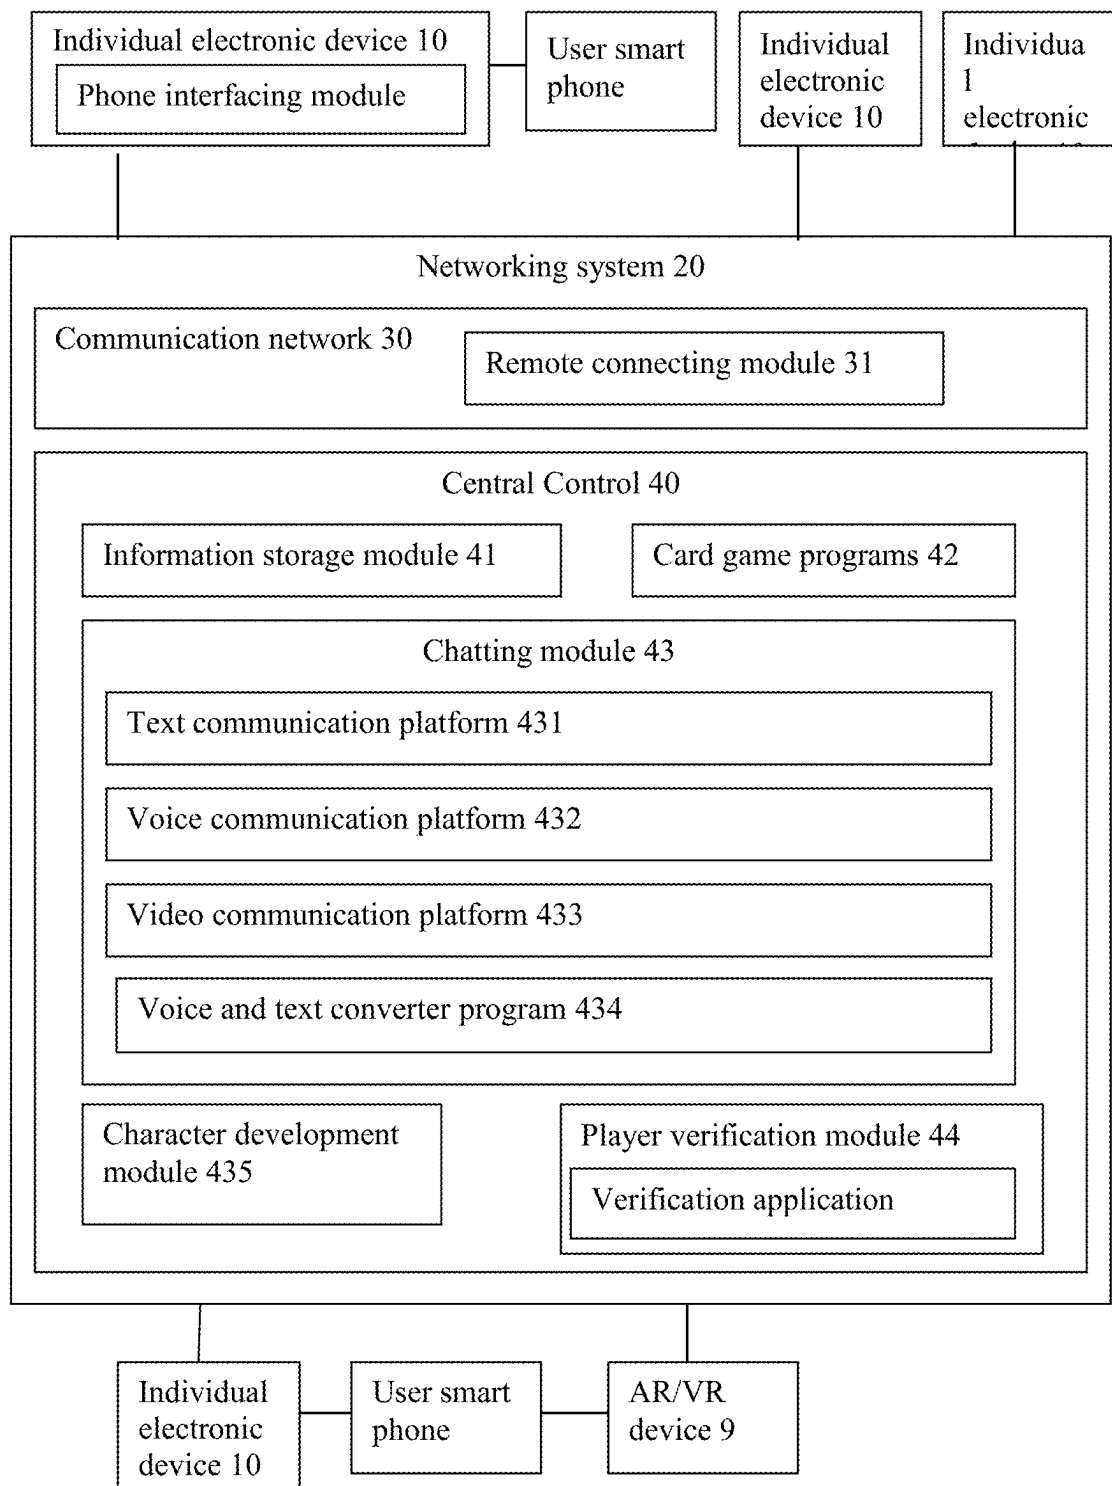 Individual electronic device 10
Phone interfacing module
User smart
phone
Individual
electronic
device 10
Individua
l
electronic
Networking system 20
Communication network 30
Remote connecting module 31
Central Control 40
Information storage module 41
Card game programs 42
Chatting module 43
Text communication platform 431
Voice communication platform 432
Video communication platform 433
Voice and text converter program 434
Character development
module 435
Player verification module 44
Verification application
Individual
electronic
device 10
User smart
phone
AR/VR
device 9